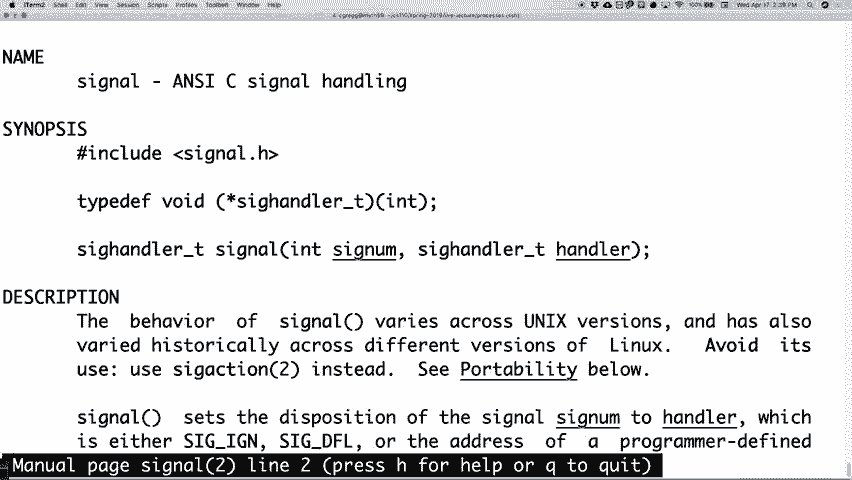 iTerm2 Shell Edit View Session Scripts Profiles Toolbelt Window Help 100% Wed Apr 17 2:28 PM
NAME
signal - ANSI C signal handling
SYNOPSIS
#include <signal.h>
typedef void (*sighandler_t)(int);
sighandler_t signal(int signum, sighandler_t handler);
DESCRIPTION
The behavior of signal() varies across UNIX versions, and has also
varied historically across different versions of Linux. Avoid its
use: use sigaction(2) instead. See Portability below.
signal() sets the disposition of the signal signum to handler, which
is either SIG_IGN, SIG_DFL, or the address of a programmer-defined
Manual page signal(2) line 2 (press h for help or q to quit)